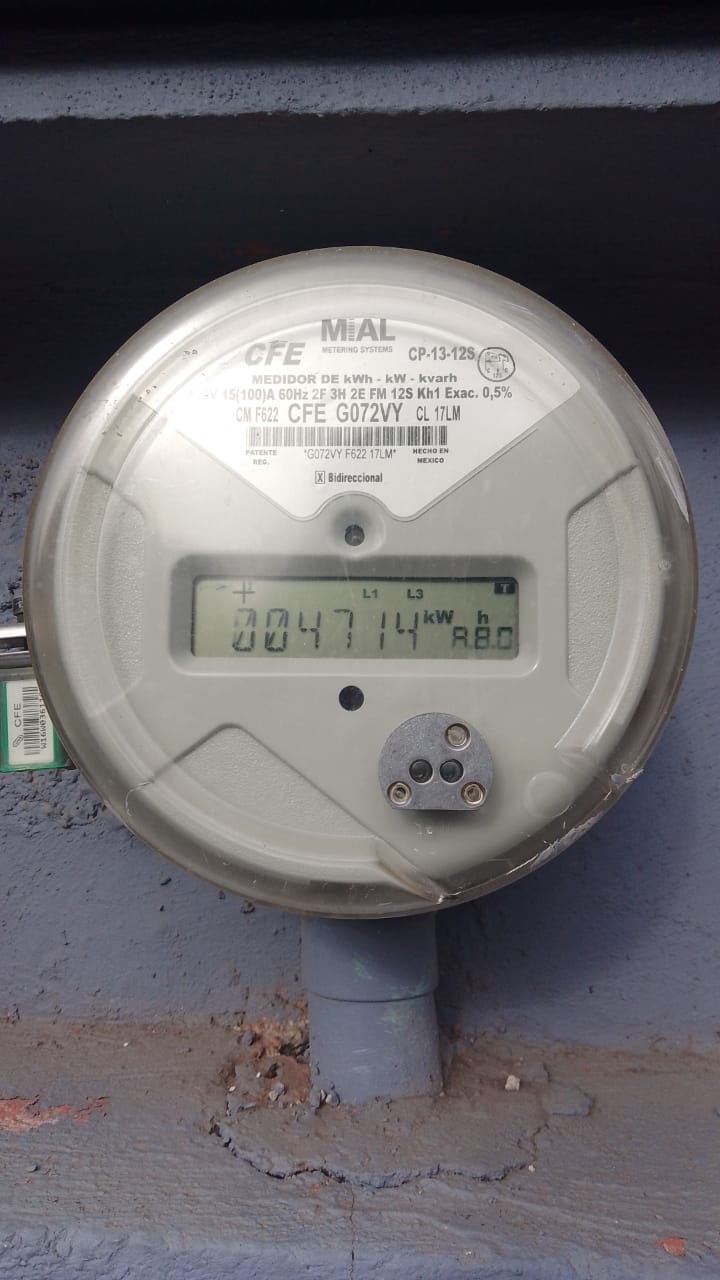 MIAL
METERING SYSTEMS
CFE
CP-13-12S
MEDIDOR DE kWh - kW - kvarh
15(100)A 60Hz 2F 3H 2E FM 12S Kh1 Exac. 0,5%
CM F622 CFE G072VY CL 17LM
PATENTE REG.
*G072VY F622 17LM*
HECHO EN MEXICO
X Bidireccional
L1 L3 T
004714 kW h
A.B.C
CFE